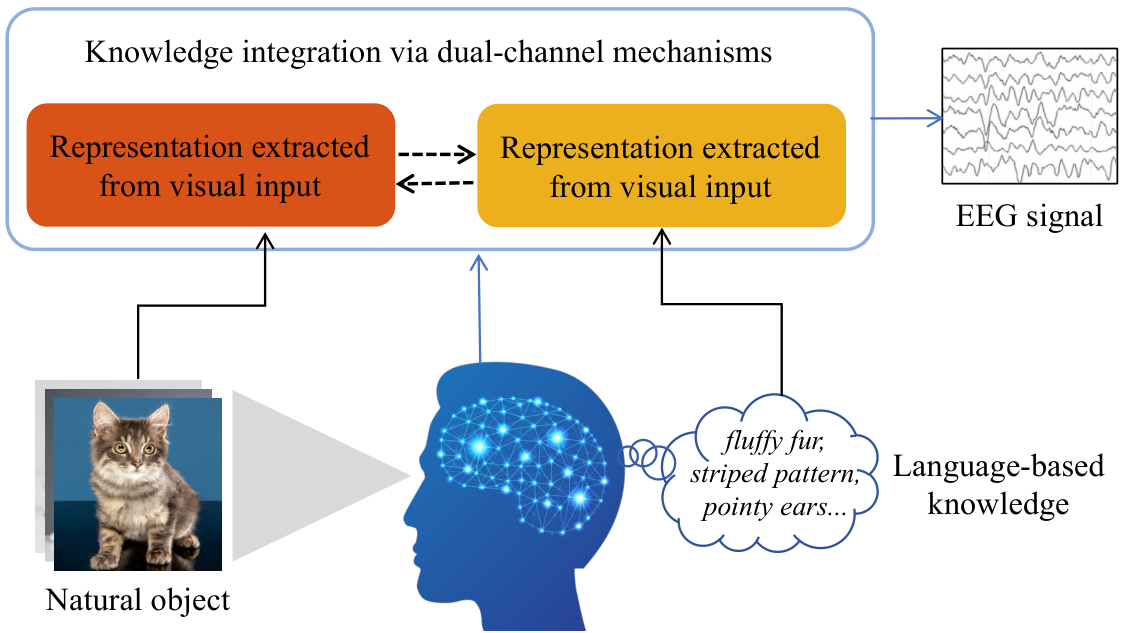 Knowledge integration via dual-channel mechanisms
Representation extracted
from visual input
Representation extracted
from visual input
EEG signal
fluffy fur,
striped pattern,
pointy ears...
Language-based
knowledge
Natural object